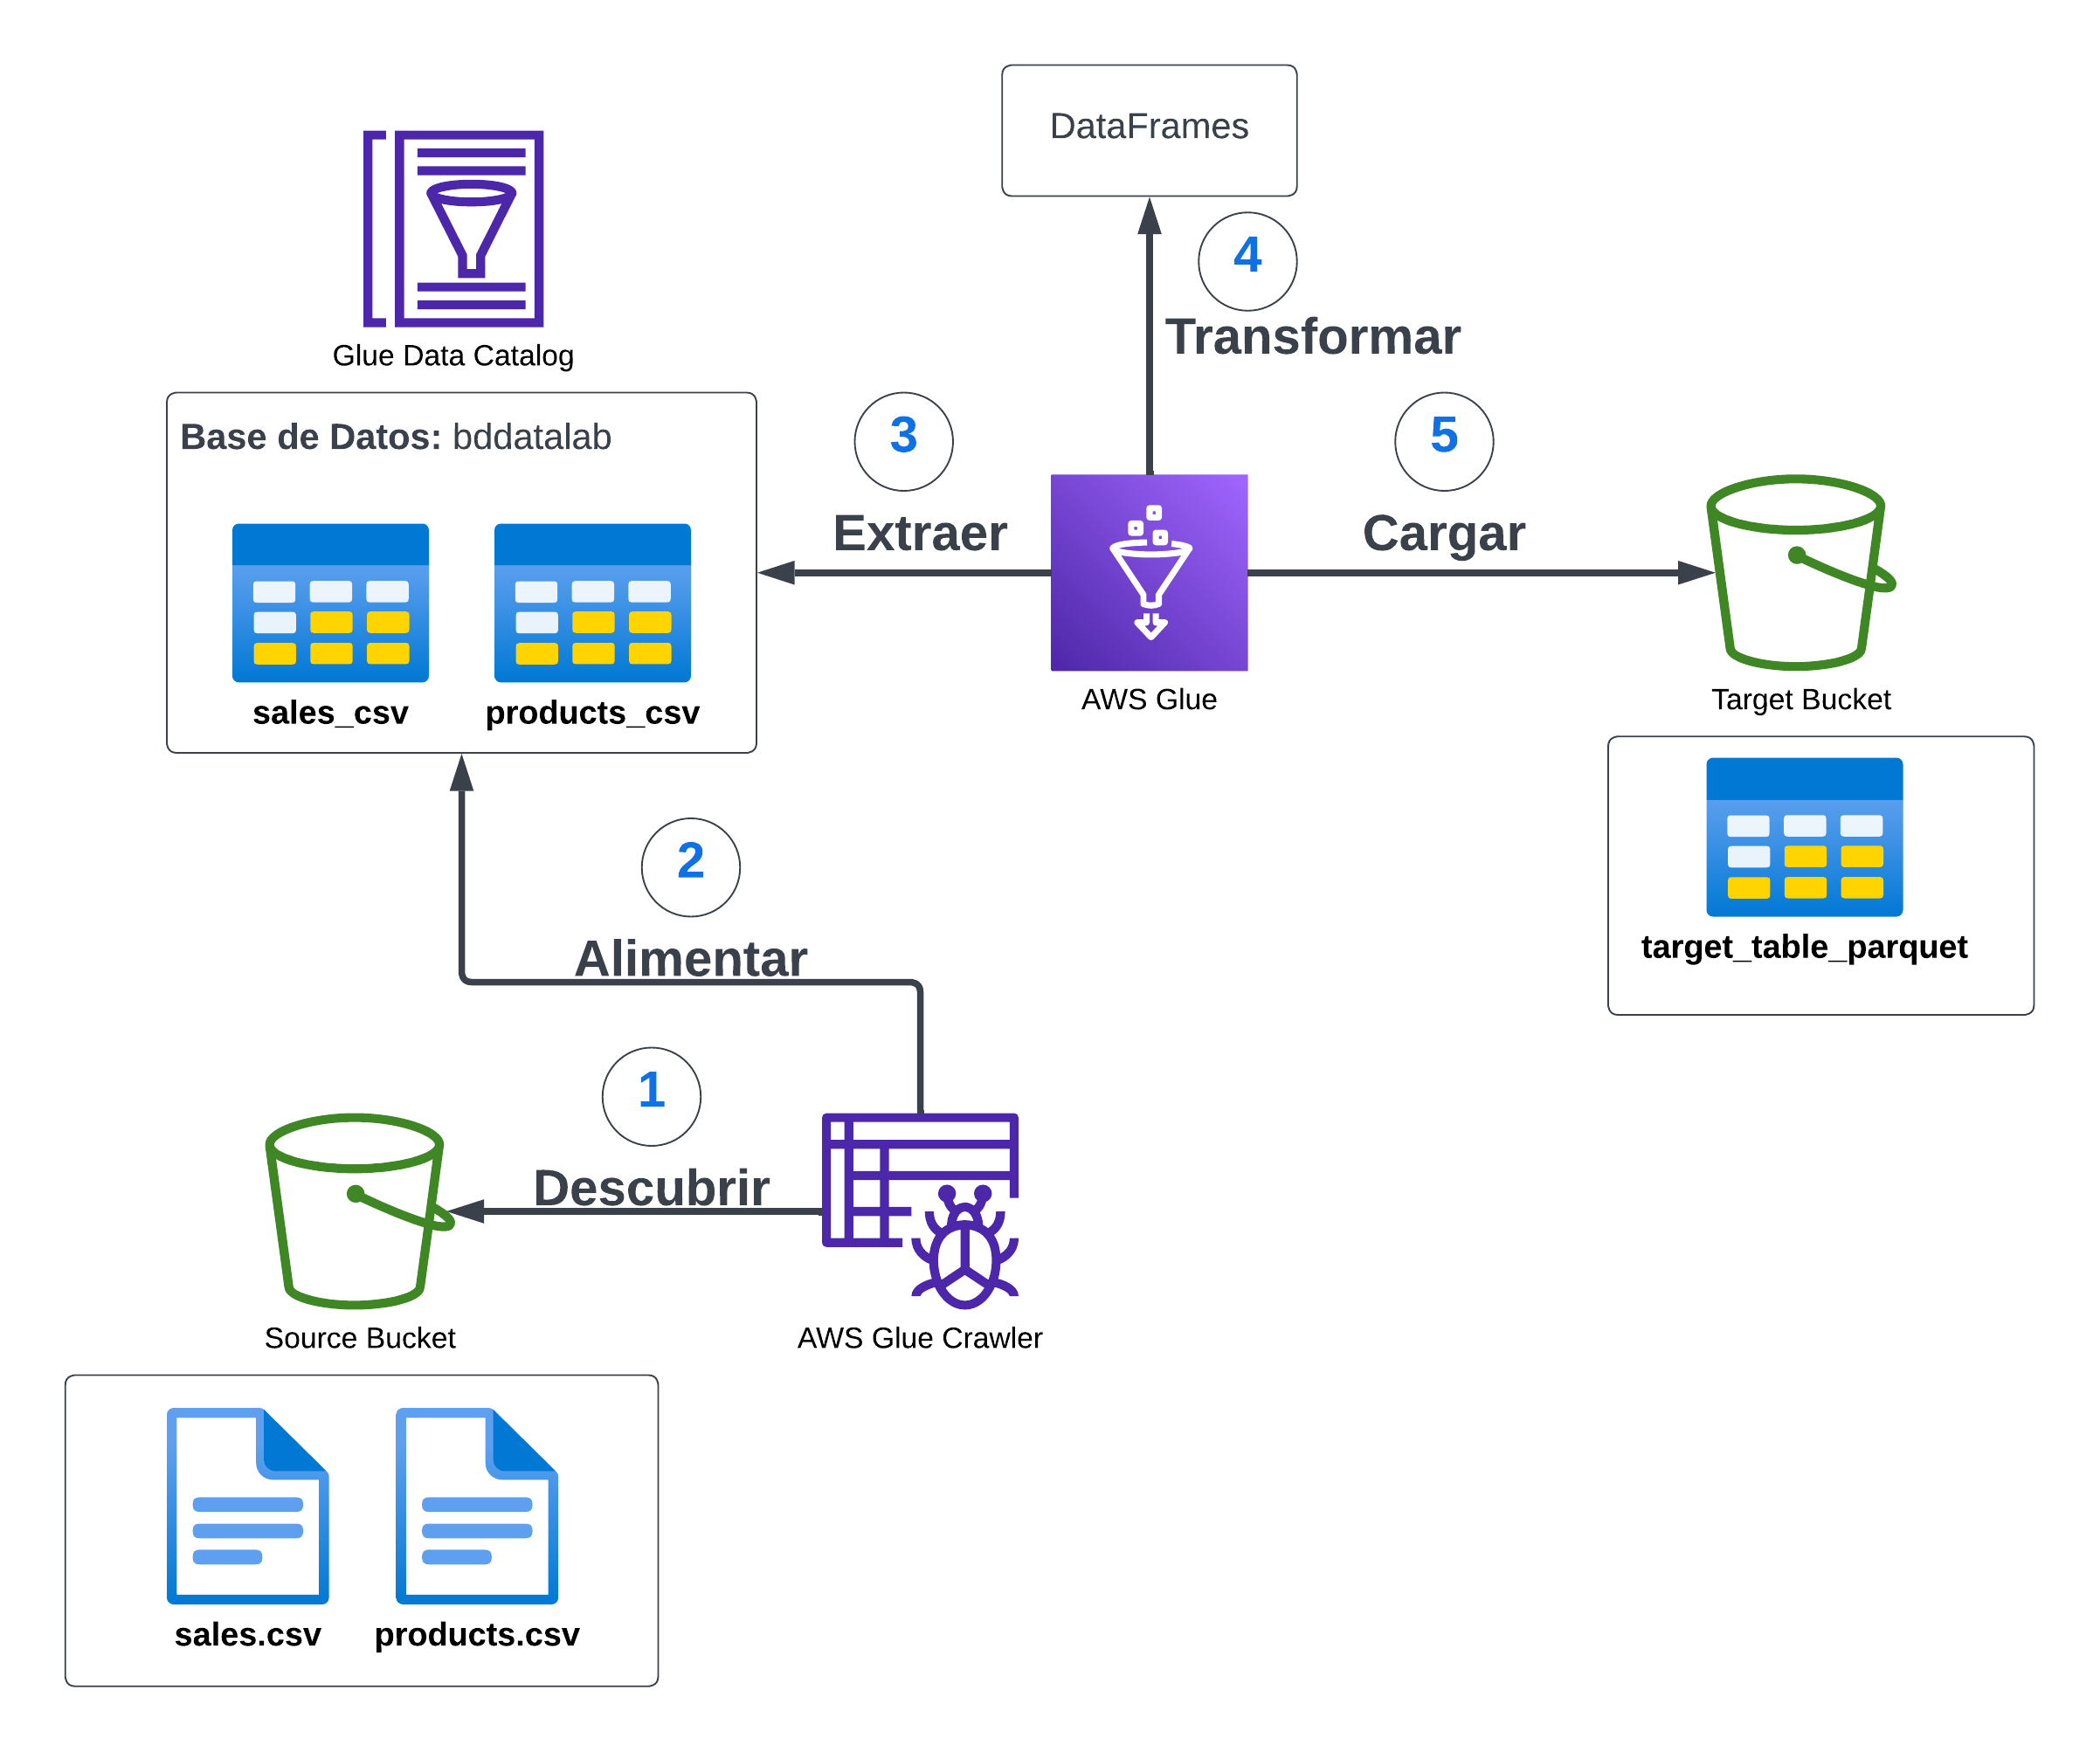 DataFrames
4
Transformar
Glue Data Catalog
Base de Datos: bddatalab
sales_csv
products_csv
3
Extraer
AWS Glue
5
Cargar
Target Bucket
target_table_parquet
2
Alimentar
1
Descubrir
Source Bucket
AWS Glue Crawler
sales.csv
products.csv